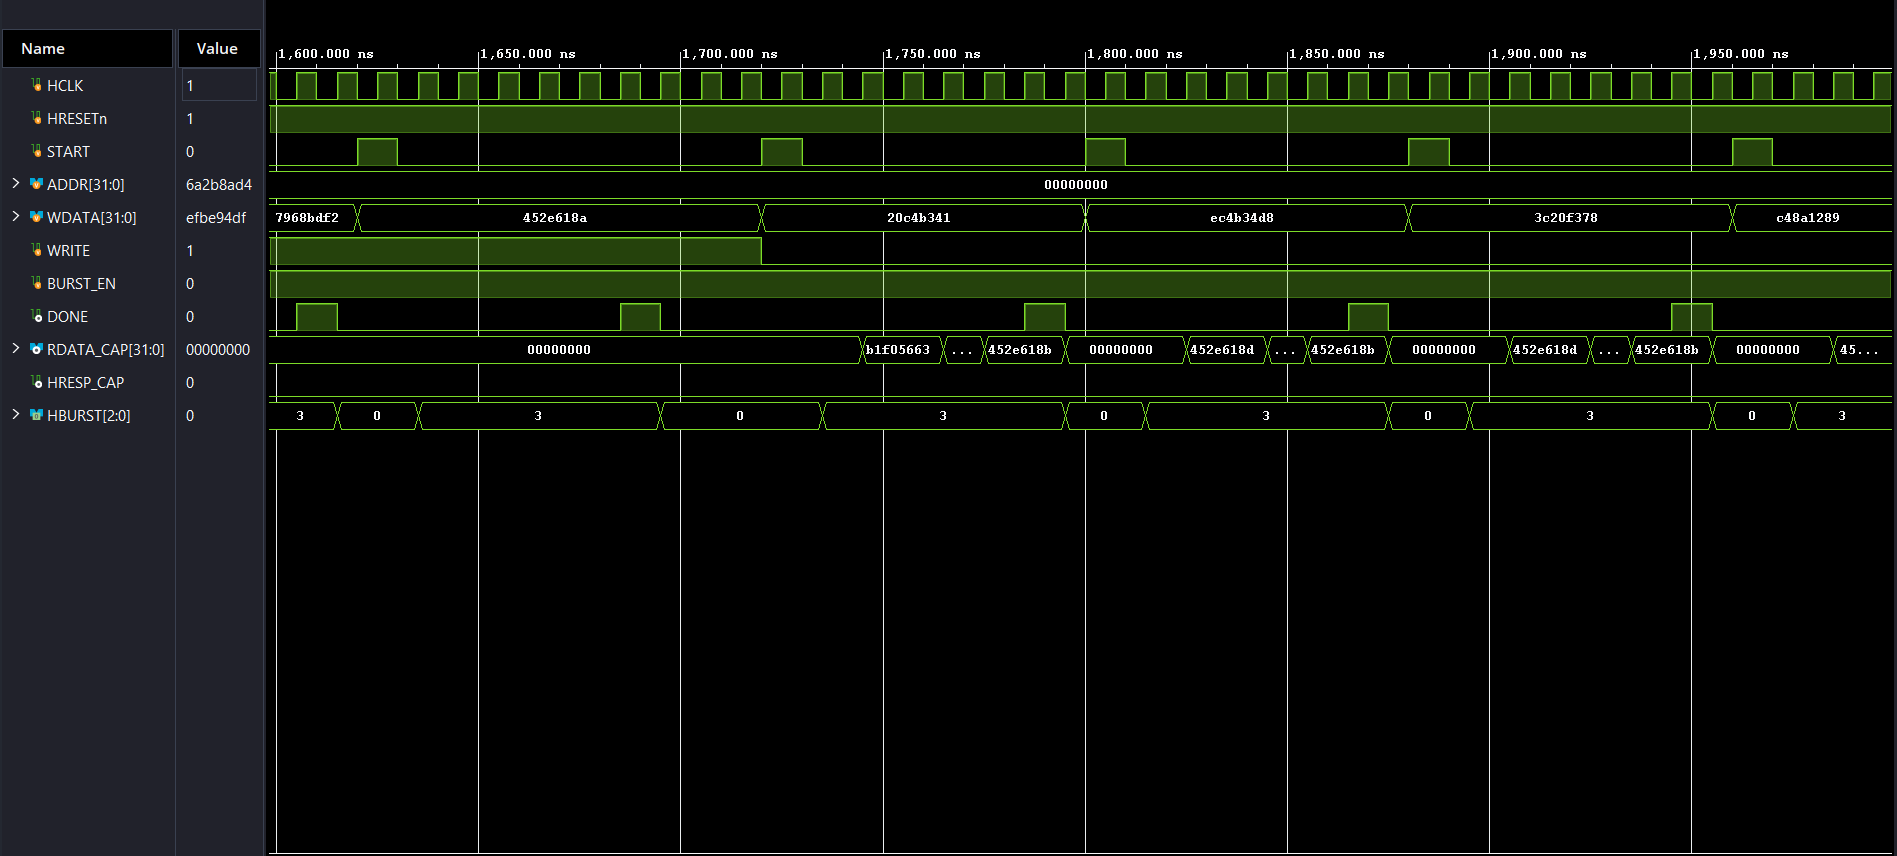 Name Value
1,600.000 ns 1,650.000 ns 1,700.000 ns 1,750.000 ns 1,800.000 ns 1,850.000 ns 1,900.000 ns 1,950.000 ns
HCLK 1
HRESETn 1
START 0
ADDR[31:0] 6a2b8ad4 00000000
WDATA[31:0] efbe94df 7968bdf2 452e618a 20c4b341 ec4b34d8 3c20f378 c48a1289
WRITE 1
BURST_EN 0
DONE 0
RDATA_CAP[31:0] 00000000 00000000 b1f05663 ... 452e618b 00000000 452e618d ... 452e618b 00000000 452e618d ... 452e618b 00000000 45...
HRESP_CAP 0
HBURST[2:0] 0 3 0 3 0 3 0 3 0 3 0 3